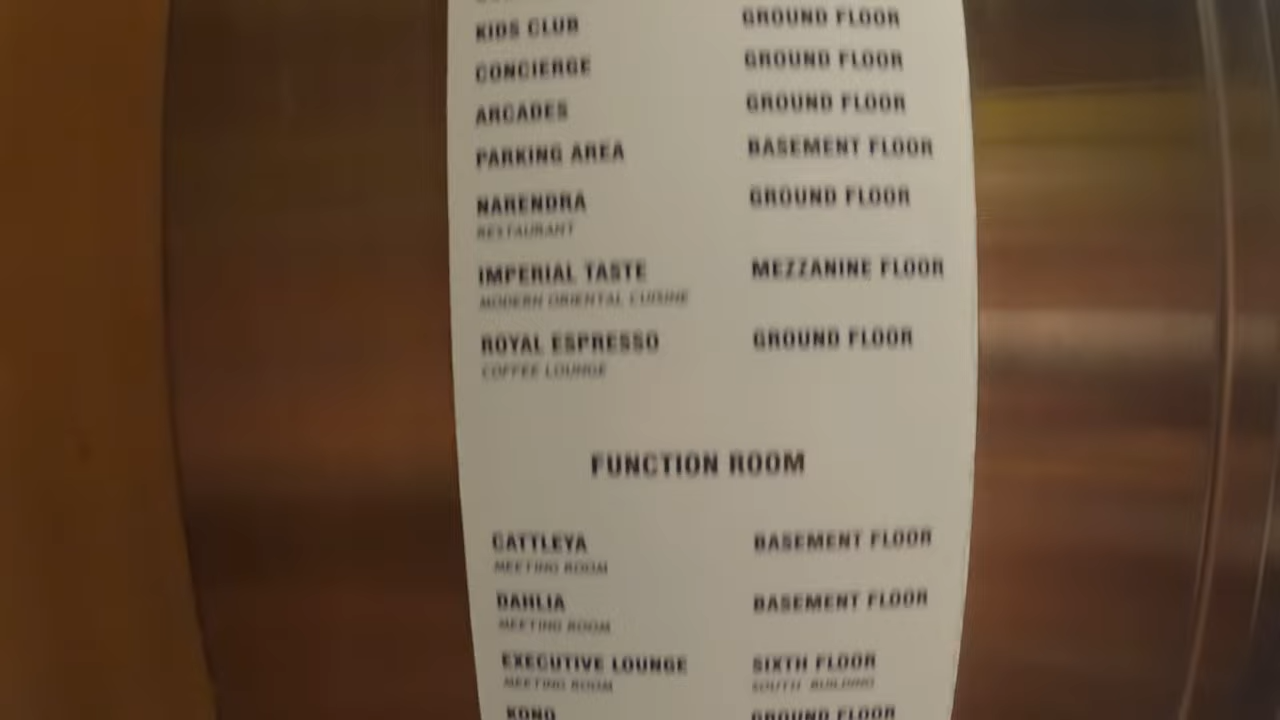 KIDS CLUB GROUND FLOOR
CONCIERGE GROUND FLOOR
ARCADES GROUND FLOOR
PARKING AREA BASEMENT FLOOR
NARENDRA GROUND FLOOR
RESTAURANT
IMPERIAL TASTE MEZZANINE FLOOR
MODERN ORIENTAL CUISINE
ROYAL ESPRESSO GROUND FLOOR
COFFEE LOUNGE
FUNCTION ROOM
CATTLEYA BASEMENT FLOOR
MEETING ROOM
DAHLIA BASEMENT FLOOR
MEETING ROOM
EXECUTIVE LOUNGE SIXTH FLOOR
MEETING ROOM SOUTH BUILDING
GROUND FLOOR